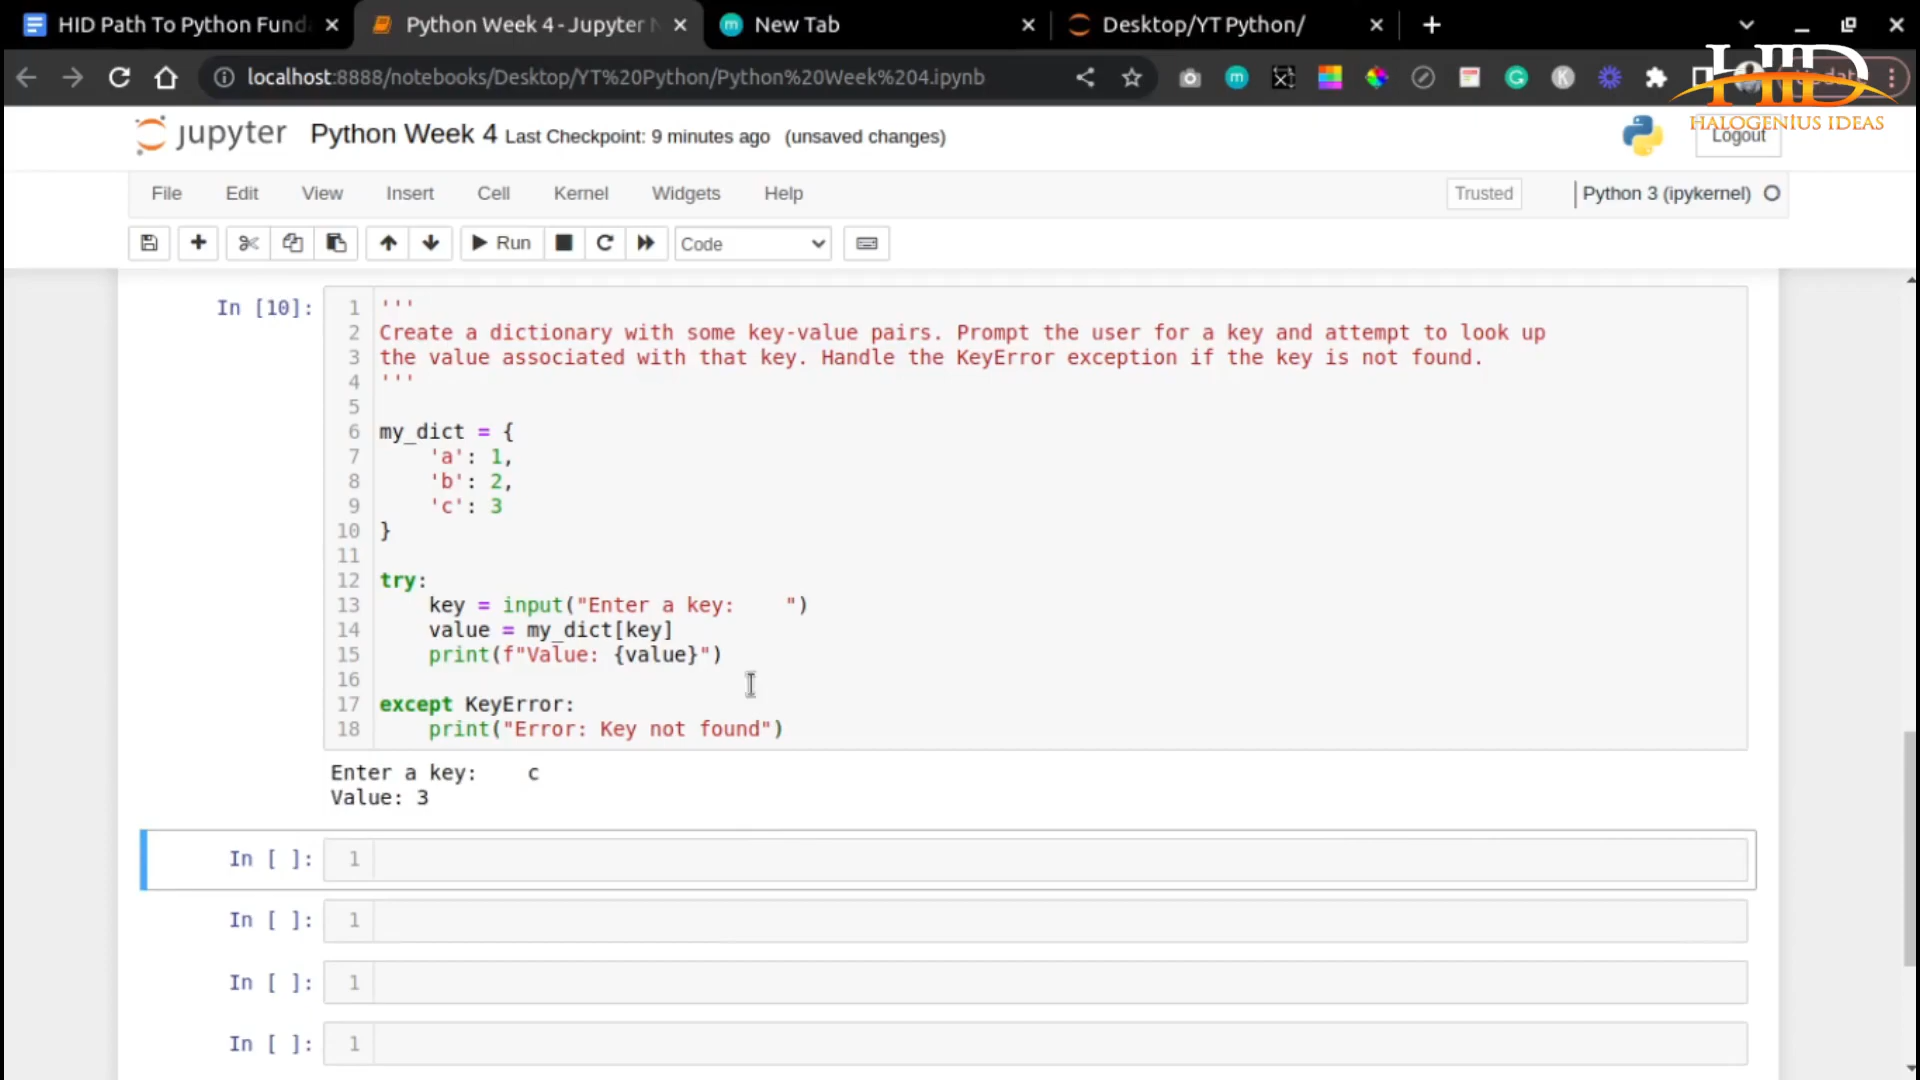 HID Path To Python Fund
Python Week 4 - Jupyter N
New Tab
Desktop/YT Python/
localhost:8888/notebooks/Desktop/YT%20Python/Python%20Week%204.ipynb
HID
HALOGENIUS IDEAS
jupyter Python Week 4 Last Checkpoint: 9 minutes ago (unsaved changes)
Logout
File Edit View Insert Cell Kernel Widgets Help
Trusted
Python 3 (ipykernel)
Run
Code
In [10]:
1 '''
2 Create a dictionary with some key-value pairs. Prompt the user for a key and attempt to look up
3 the value associated with that key. Handle the KeyError exception if the key is not found.
4 '''
5
6 my_dict = {
7     'a': 1,
8     'b': 2,
9     'c': 3
10 }
11
12 try:
13     key = input("Enter a key:    ")
14     value = my_dict[key]
15     print(f"Value: {value}")
16
17 except KeyError:
18     print("Error: Key not found")
Enter a key:    c
Value: 3
In [ ]: 1
In [ ]: 1
In [ ]: 1
In [ ]: 1